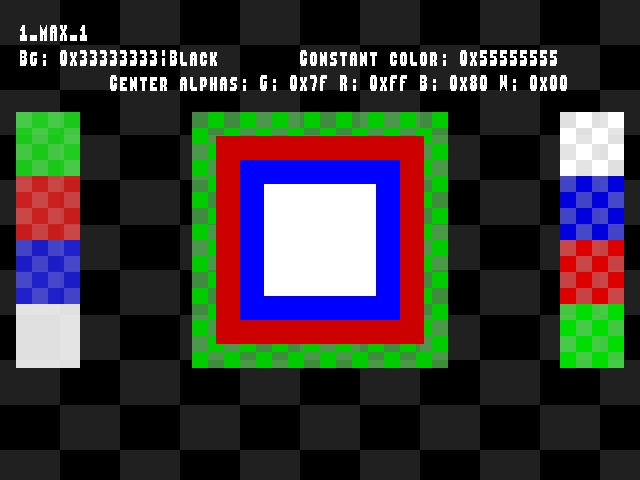 1_MAX_1
Bg: 0x33333333¦Black Constant color: 0x55555555
Center alphas: G: 0x7f R: 0xff B: 0x80 W: 0x00